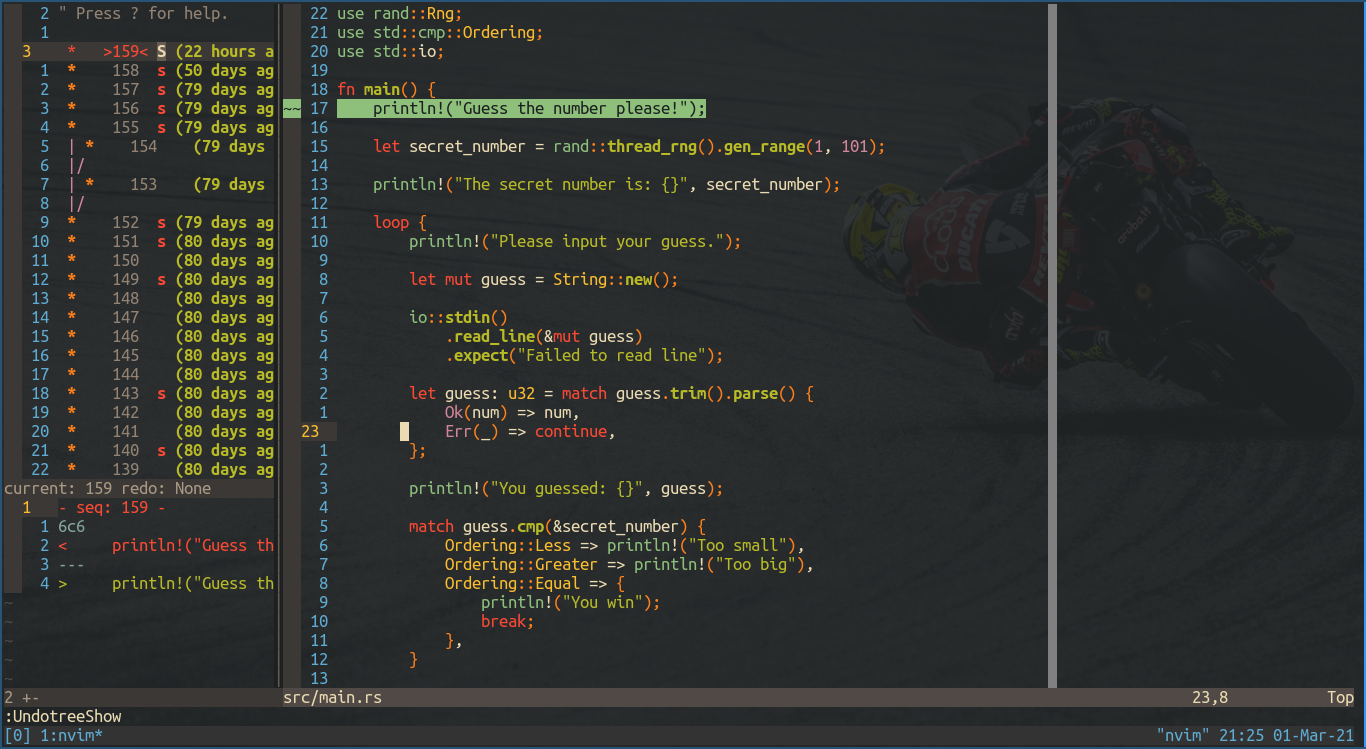 2 " Press ? for help.
1
3 * >159< S (22 hours a
1 * 158 s (50 days ag
2 * 157 s (79 days ag
3 * 156 s (79 days ag
4 * 155 s (79 days ag
5 | * 154 (79 days
6 |/
7 | * 153 (79 days
8 |/
9 * 152 s (79 days ag
10 * 151 s (80 days ag
11 * 150 (80 days ag
12 * 149 s (80 days ag
13 * 148 (80 days ag
14 * 147 (80 days ag
15 * 146 (80 days ag
16 * 145 (80 days ag
17 * 144 (80 days ag
18 * 143 s (80 days ag
19 * 142 (80 days ag
20 * 141 (80 days ag
21 * 140 s (80 days ag
22 * 139 (80 days ag
current: 159 redo: None
1 - seq: 159 -
1 6c6
2 < println!("Guess th
3 ---
4 > println!("Guess th
~
~
~
~
~
2 +-
22 use rand::Rng;
21 use std::cmp::Ordering;
20 use std::io;
19
18 fn main() {
~~ 17 println!("Guess the number please!");
16
15 let secret_number = rand::thread_rng().gen_range(1, 101);
14
13 println!("The secret number is: {}", secret_number);
12
11 loop {
10 println!("Please input your guess.");
9
8 let mut guess = String::new();
7
6 io::stdin()
5 .read_line(&mut guess)
4 .expect("Failed to read line");
3
2 let guess: u32 = match guess.trim().parse() {
1 Ok(num) => num,
23 Err(_) => continue,
1 };
2
3 println!("You guessed: {}", guess);
4
5 match guess.cmp(&secret_number) {
6 Ordering::Less => println!("Too small"),
7 Ordering::Greater => println!("Too big"),
8 Ordering::Equal => {
9 println!("You win");
10 break;
11 },
12 }
13
src/main.rs 23,8 Top
:UndotreeShow
[0] 1:nvim* "nvim" 21:25 01-Mar-21
DUCATI
aruba.it